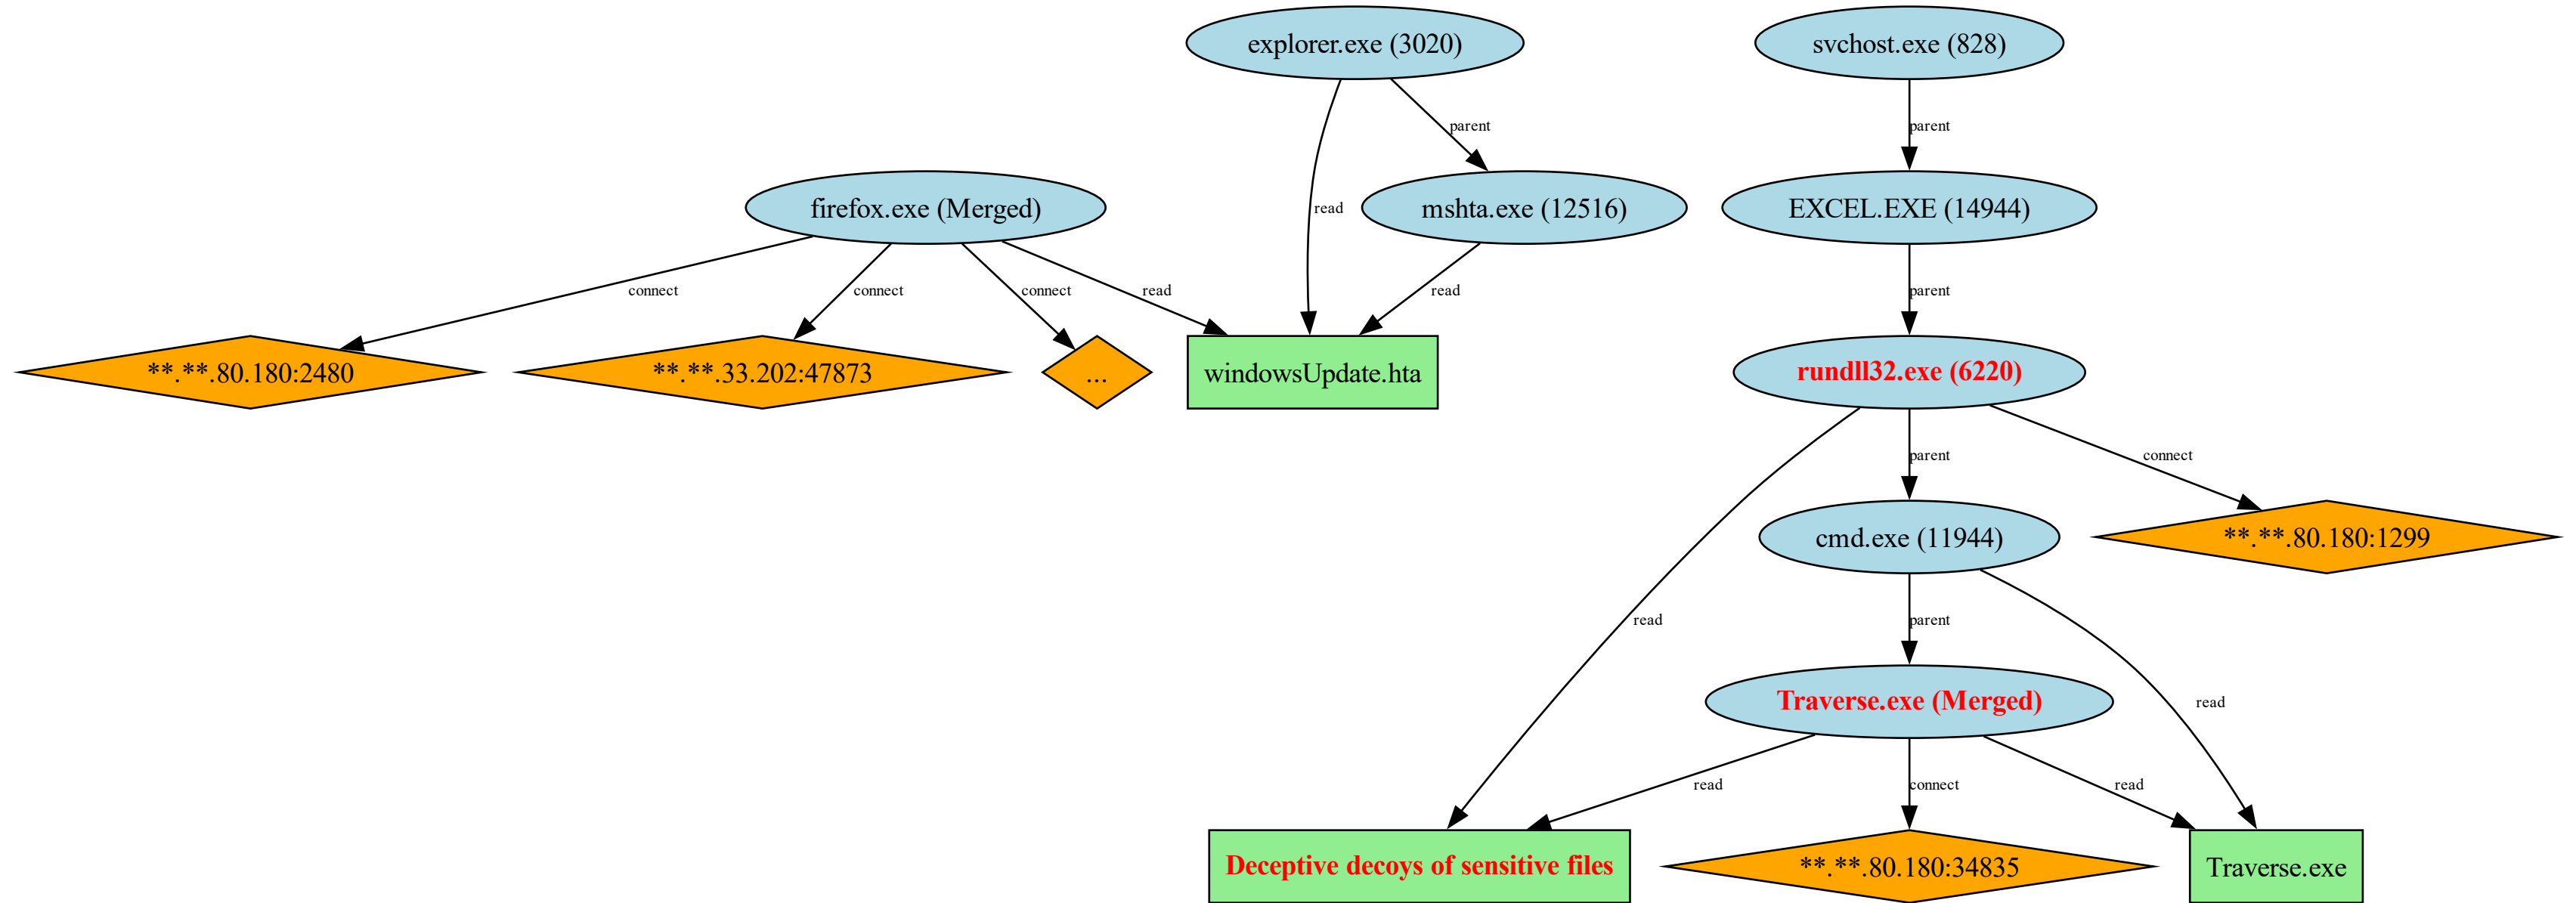 explorer.exe (3020)
svchost.exe (828)
parent
parent
firefox.exe (Merged)
read
mshta.exe (12516)
EXCEL.EXE (14944)
connect
connect
connect
read
read
parent
**.**.80.180:2480
**.**.33.202:47873
...
windowsUpdate.hta
rundll32.exe (6220)
parent
connect
cmd.exe (11944)
**.**.80.180:1299
read
parent
Traverse.exe (Merged)
read
read
connect
read
Deceptive decoys of sensitive files
**.**.80.180:34835
Traverse.exe